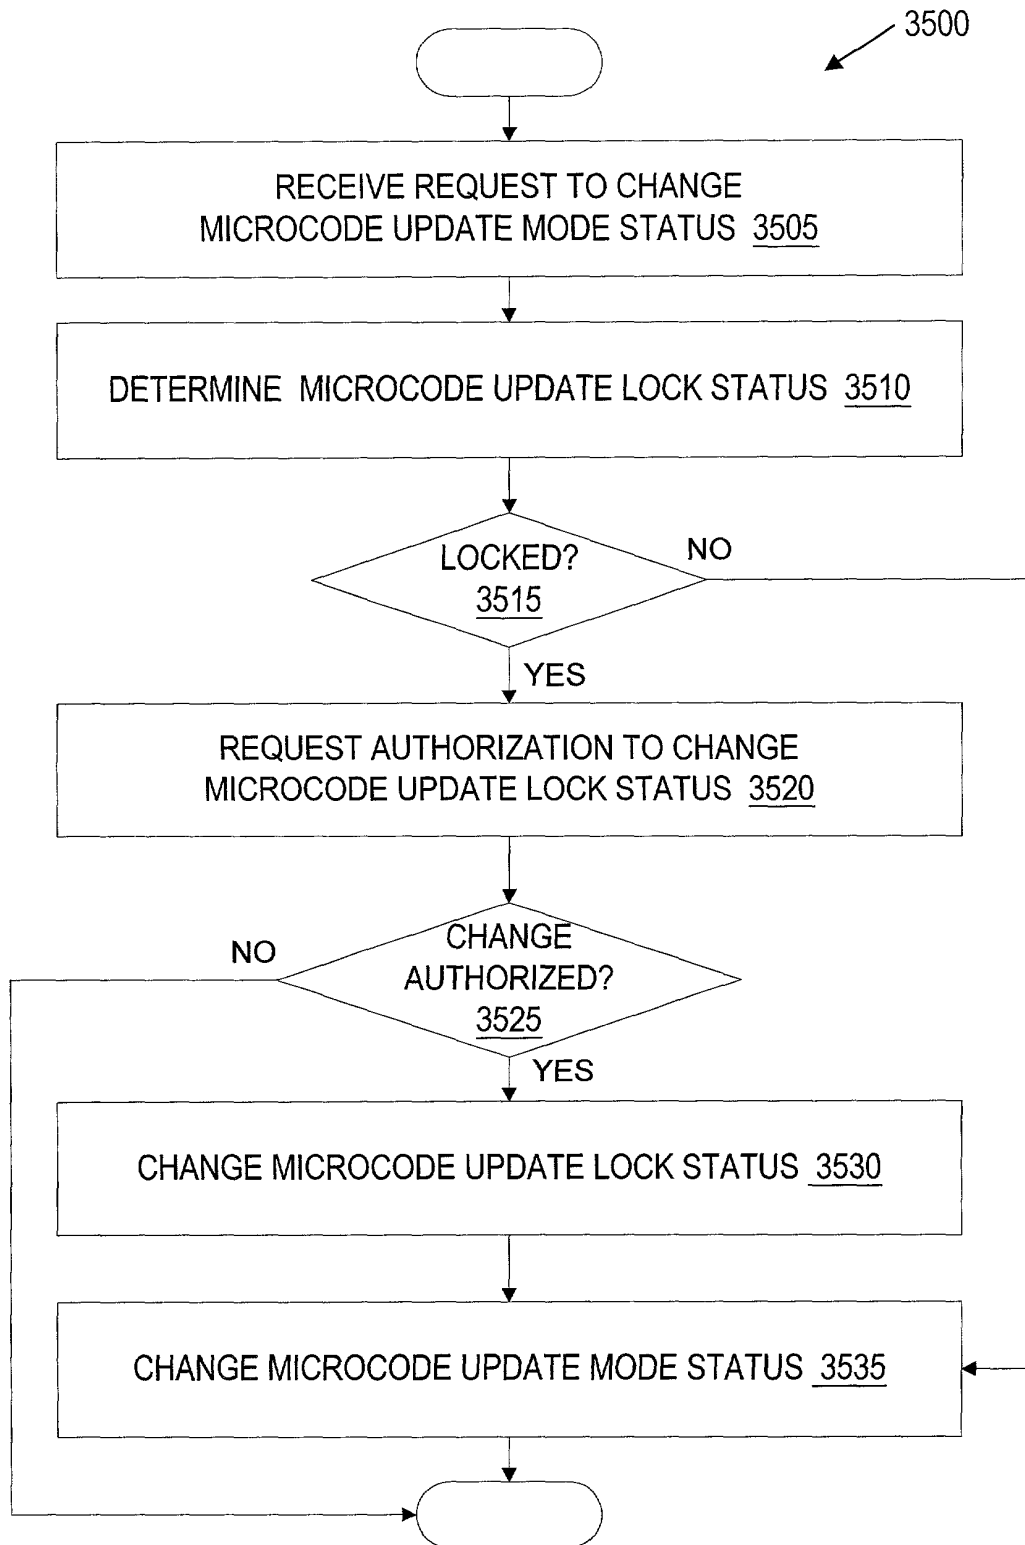 3500
RECEIVE REQUEST TO CHANGE
MICROCODE UPDATE MODE STATUS 3505
DETERMINE MICROCODE UPDATE LOCK STATUS 3510
LOCKED?
3515
NO
YES
REQUEST AUTHORIZATION TO CHANGE
MICROCODE UPDATE LOCK STATUS 3520
NO
CHANGE
AUTHORIZED?
3525
YES
CHANGE MICROCODE UPDATE LOCK STATUS 3530
CHANGE MICROCODE UPDATE MODE STATUS 3535